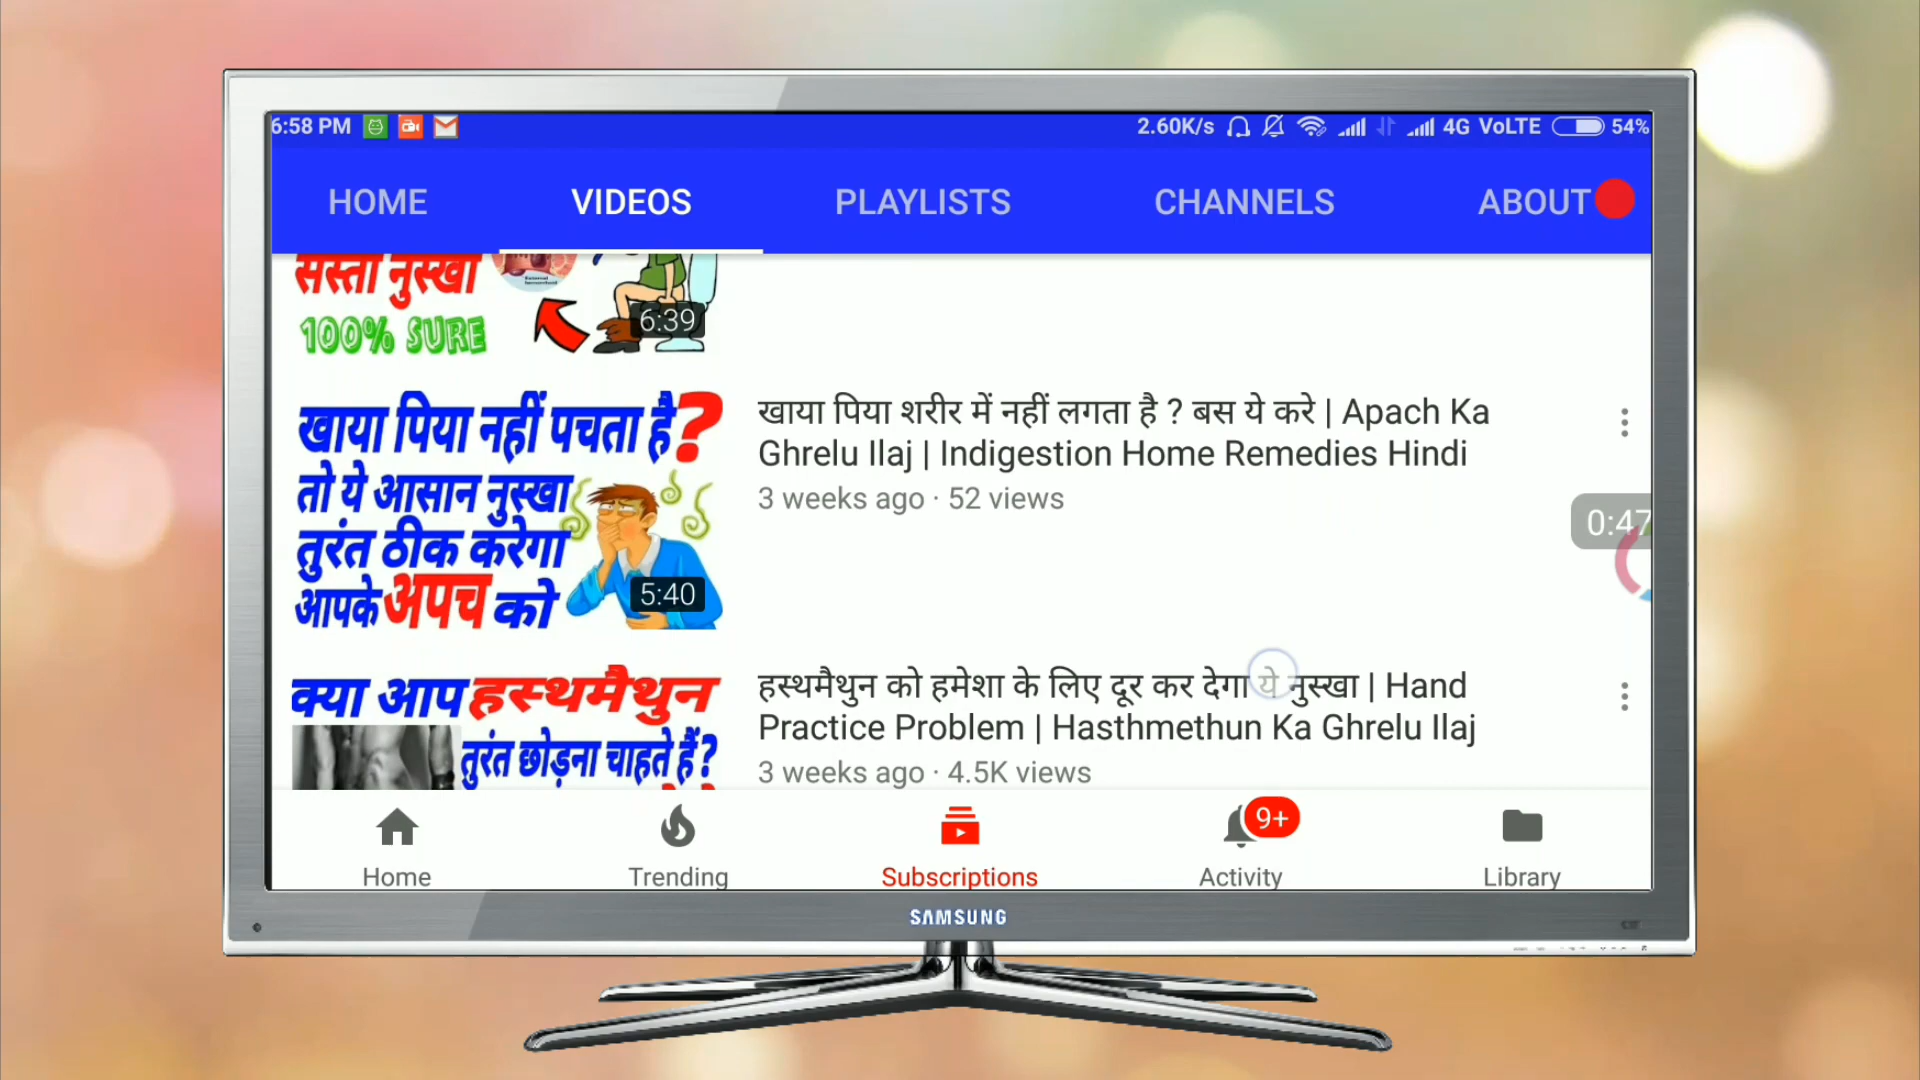 6:58 PM
2.60K/s 4G VoLTE 54%
HOME VIDEOS PLAYLISTS CHANNELS ABOUT
सस्ता नुस्खा
100% SURE
6:39
खाया पिया नहीं पचता है?
तो ये आसान नुस्खा
तुरंत ठीक करेगा
आपके अपच को
5:40
खाया पिया शरीर में नहीं लगता है ? बस ये करे | Apach Ka
Ghrelu Ilaj | Indigestion Home Remedies Hindi
3 weeks ago · 52 views
0:47
क्या आप हस्थमैथुन
तुरंत छोड़ना चाहते हैं?
हस्थमैथुन को हमेशा के लिए दूर कर देगा ये नुस्खा | Hand
Practice Problem | Hasthmethun Ka Ghrelu Ilaj
3 weeks ago · 4.5K views
9+
Home Trending Subscriptions Activity Library
SAMSUNG